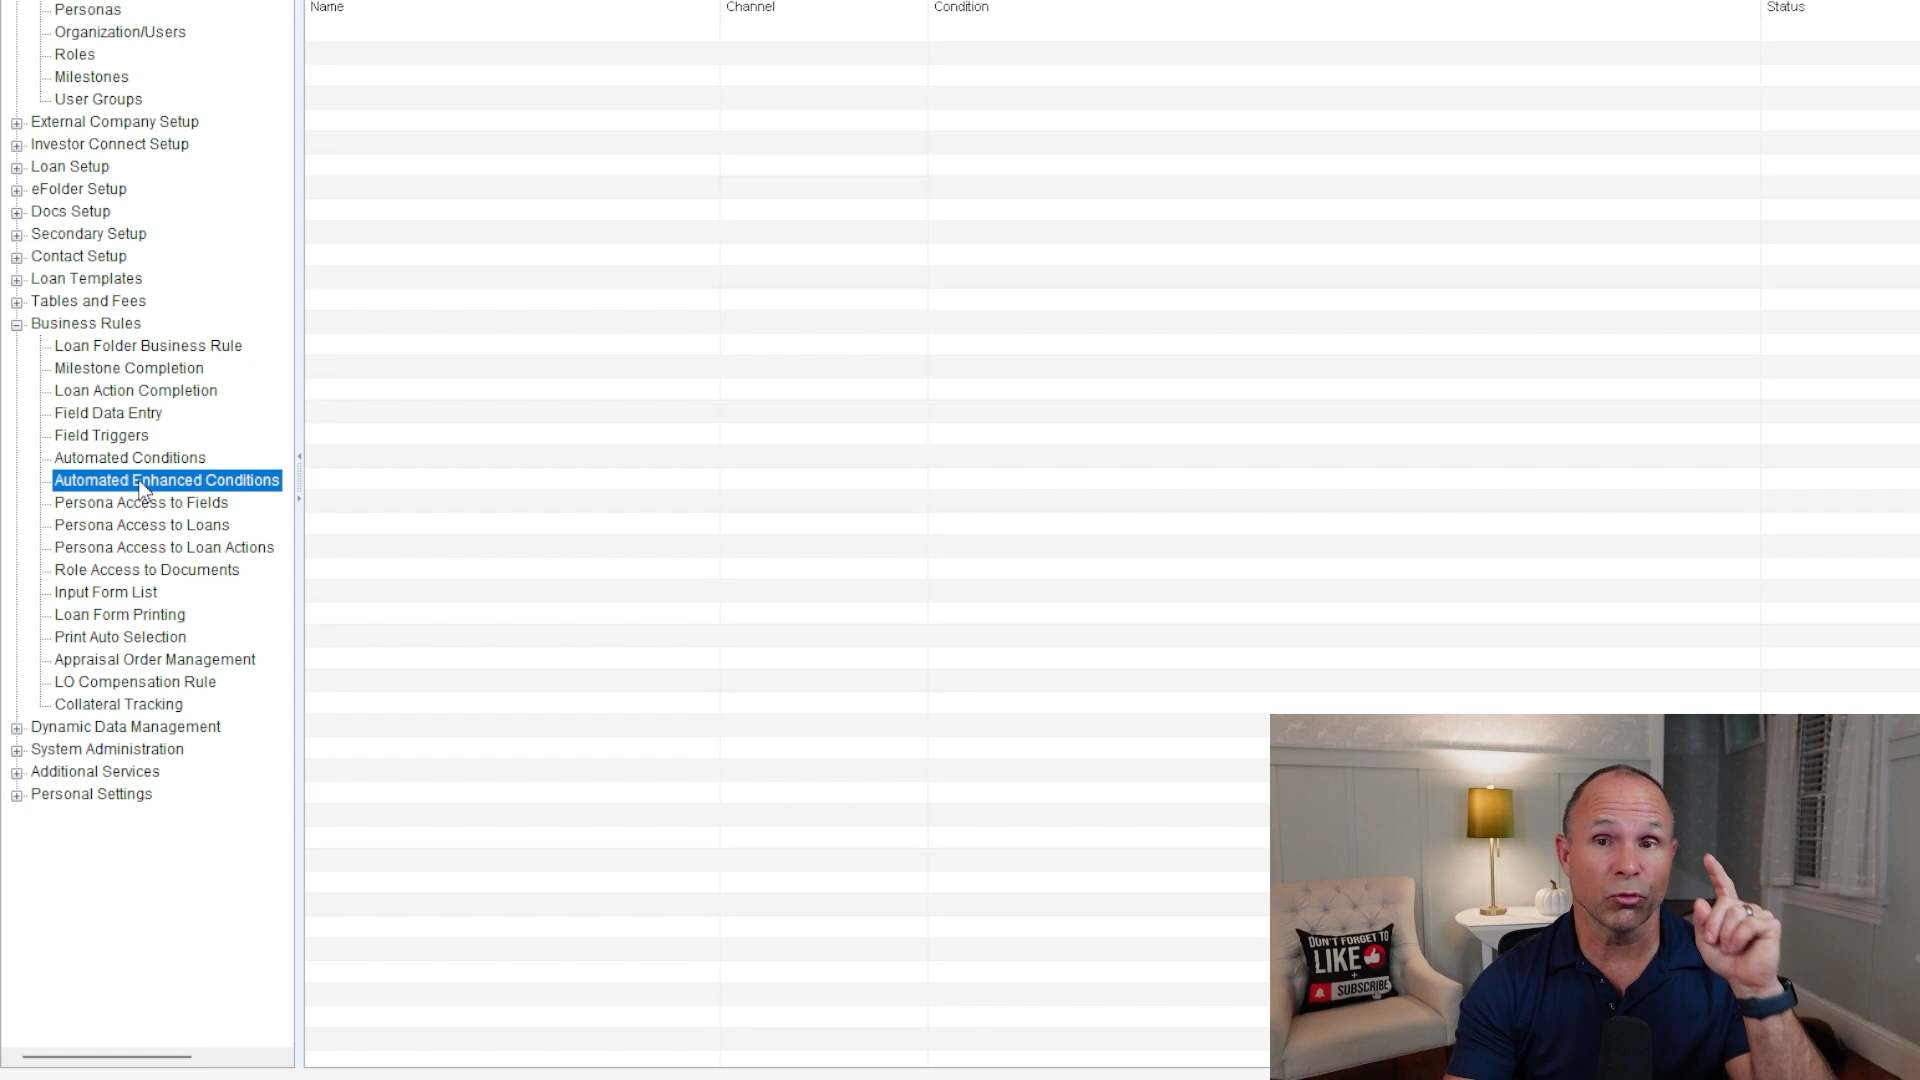 Name Channel Condition Status
Personas
Organization/Users
Roles
Milestones
User Groups
External Company Setup
Investor Connect Setup
Loan Setup
eFolder Setup
Docs Setup
Secondary Setup
Contact Setup
Loan Templates
Tables and Fees
Business Rules
Loan Folder Business Rule
Milestone Completion
Loan Action Completion
Field Data Entry
Field Triggers
Automated Conditions
Automated Enhanced Conditions
Persona Access to Fields
Persona Access to Loans
Persona Access to Loan Actions
Role Access to Documents
Input Form List
Loan Form Printing
Print Auto Selection
Appraisal Order Management
LO Compensation Rule
Collateral Tracking
Dynamic Data Management
System Administration
Additional Services
Personal Settings
DON'T FORGET TO
LIKE
+
SUBSCRIBE